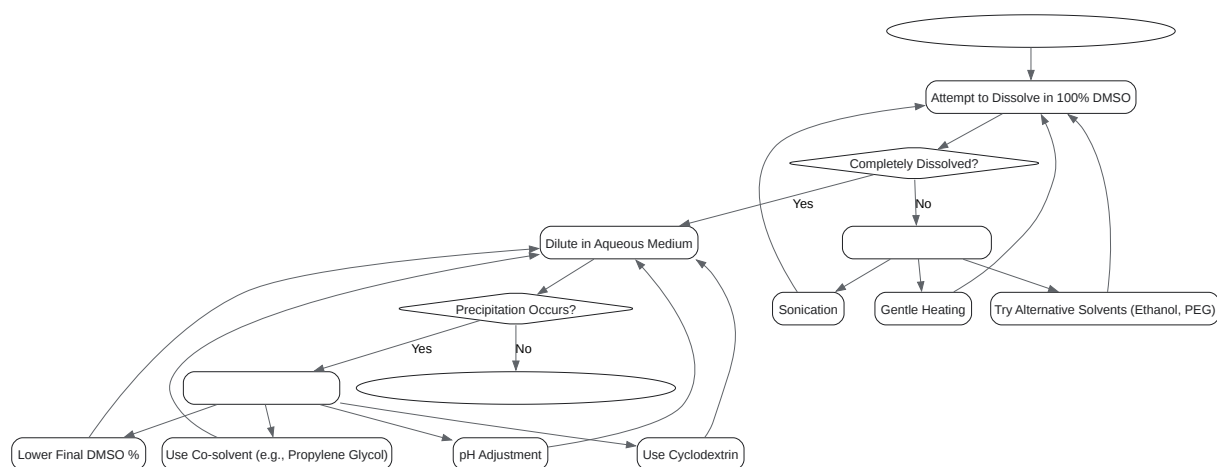 Attempt to Dissolve in 100% DMSO
Completely Dissolved?
Yes
No
Dilute in Aqueous Medium
Sonication
Gentle Heating
Try Alternative Solvents (Ethanol, PEG)
Precipitation Occurs?
Yes
No
Lower Final DMSO %
Use Co-solvent (e.g., Propylene Glycol)
pH Adjustment
Use Cyclodextrin